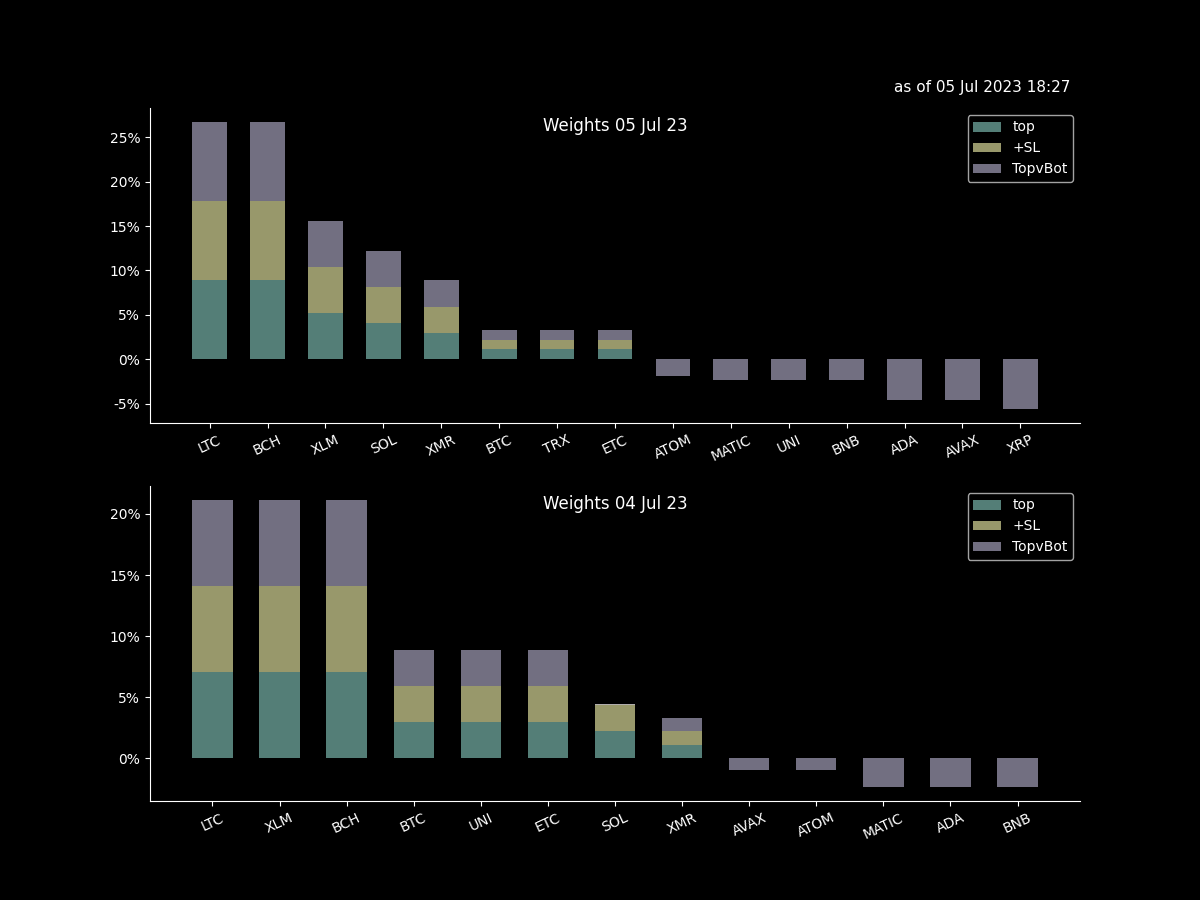 as of 05 Jul 2023 18:27
Weights 05 Jul 23
top
+SL
TopvBot
25%
20%
15%
10%
5%
0%
-5%
LTC BCH XLM SOL XMR BTC TRX ETC ATOM MATIC UNI BNB ADA AVAX XRP
Weights 04 Jul 23
top
+SL
TopvBot
20%
15%
10%
5%
0%
LTC XLM BCH BTC UNI ETC SOL XMR AVAX ATOM MATIC ADA BNB